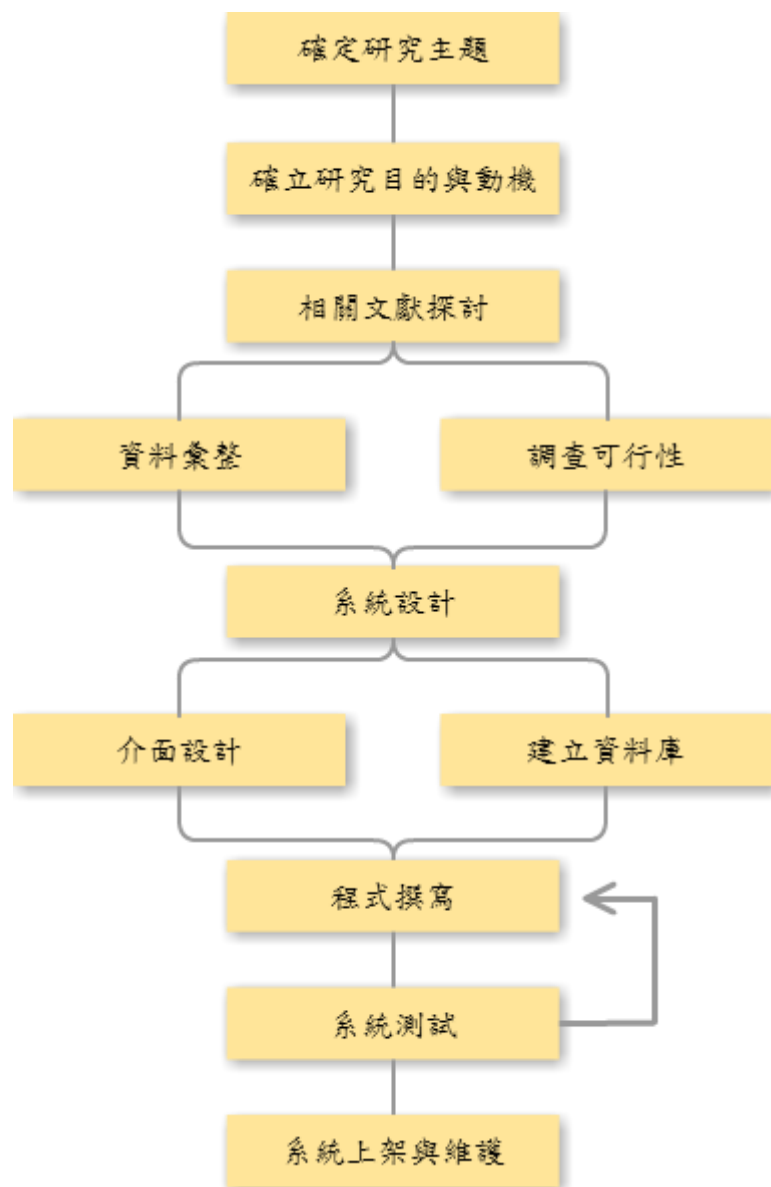 確定研究主題
確立研究目的與動機
相關文獻探討
資料彙整
調查可行性
系統設計
介面設計
建立資料庫
程式撰寫
系統測試
系統上架與維護